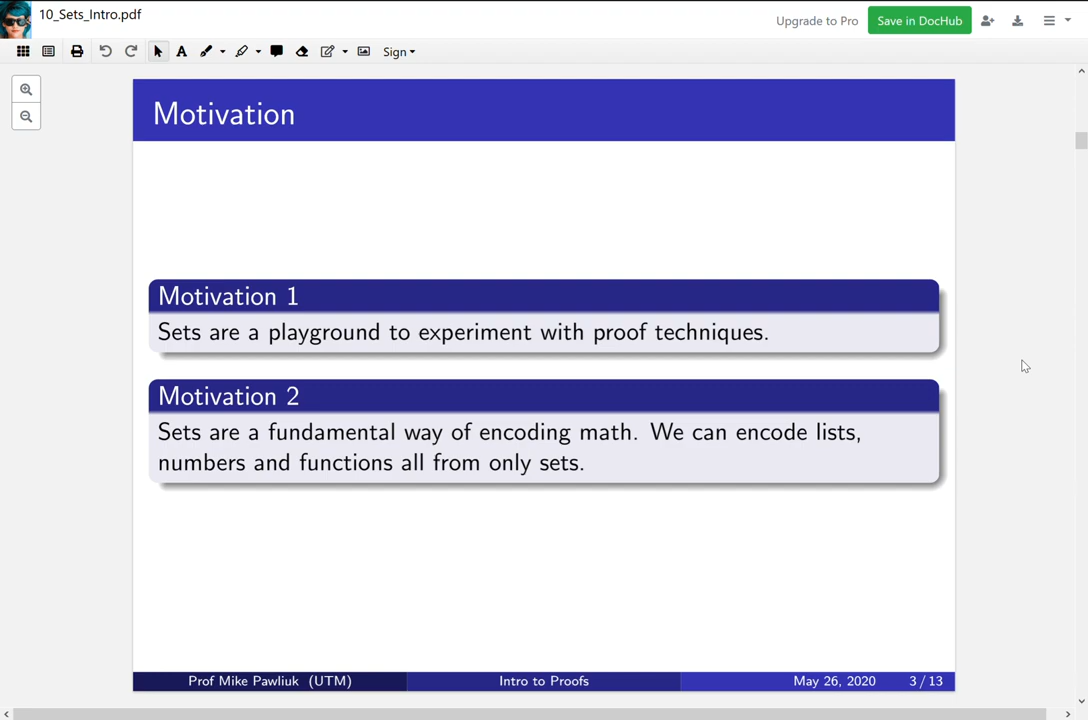 10_Sets_Intro.pdf
Upgrade to Pro
Save in DocHub
A
Sign
Motivation
Motivation 1
Sets are a playground to experiment with proof techniques.
Motivation 2
Sets are a fundamental way of encoding math. We can encode lists,
numbers and functions all from only sets.
Prof Mike Pawliuk (UTM)
Intro to Proofs
May 26, 2020
3 / 13